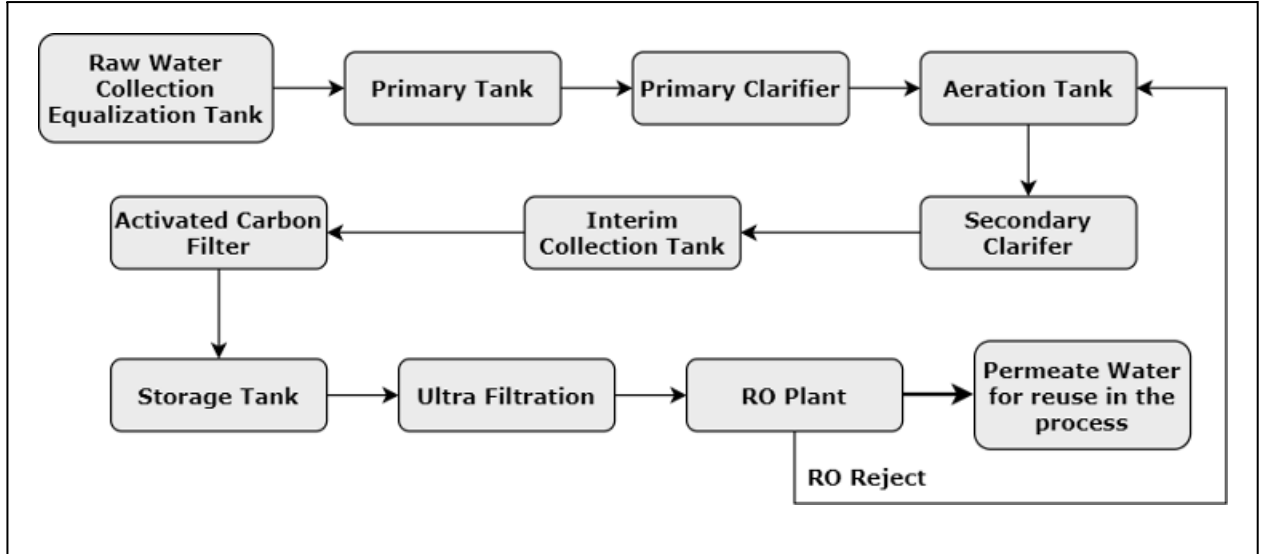 Raw Water
Collection
Equalization Tank
Primary Tank
Primary Clarifier
Aeration Tank
Activated Carbon
Filter
Interim
Collection Tank
Secondary
Clarifer
Storage Tank
Ultra Filtration
RO Plant
Permeate Water
for reuse in the
process
RO Reject